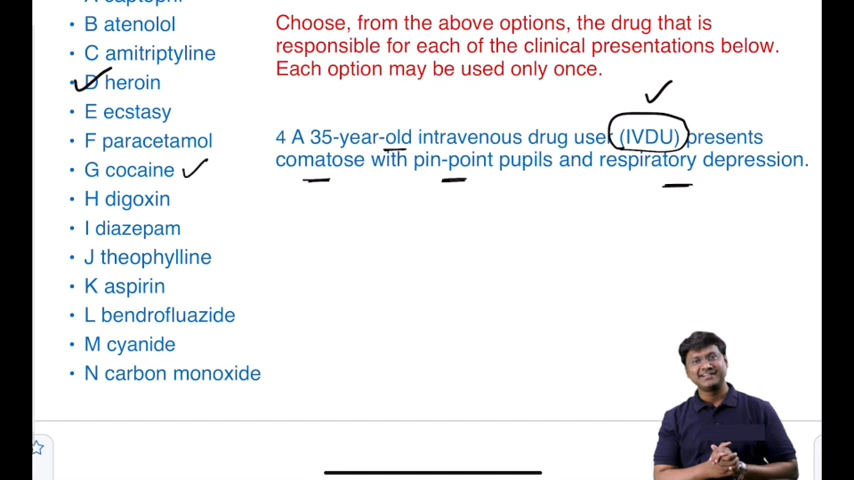 A captopril
• B atenolol
• C amitriptyline
• D heroin
• E ecstasy
• F paracetamol
• G cocaine
• H digoxin
• I diazepam
• J theophylline
• K aspirin
• L bendrofluazide
• M cyanide
• N carbon monoxide
Choose, from the above options, the drug that is
responsible for each of the clinical presentations below.
Each option may be used only once.
4 A 35-year-old intravenous drug user (IVDU) presents
comatose with pin-point pupils and respiratory depression.